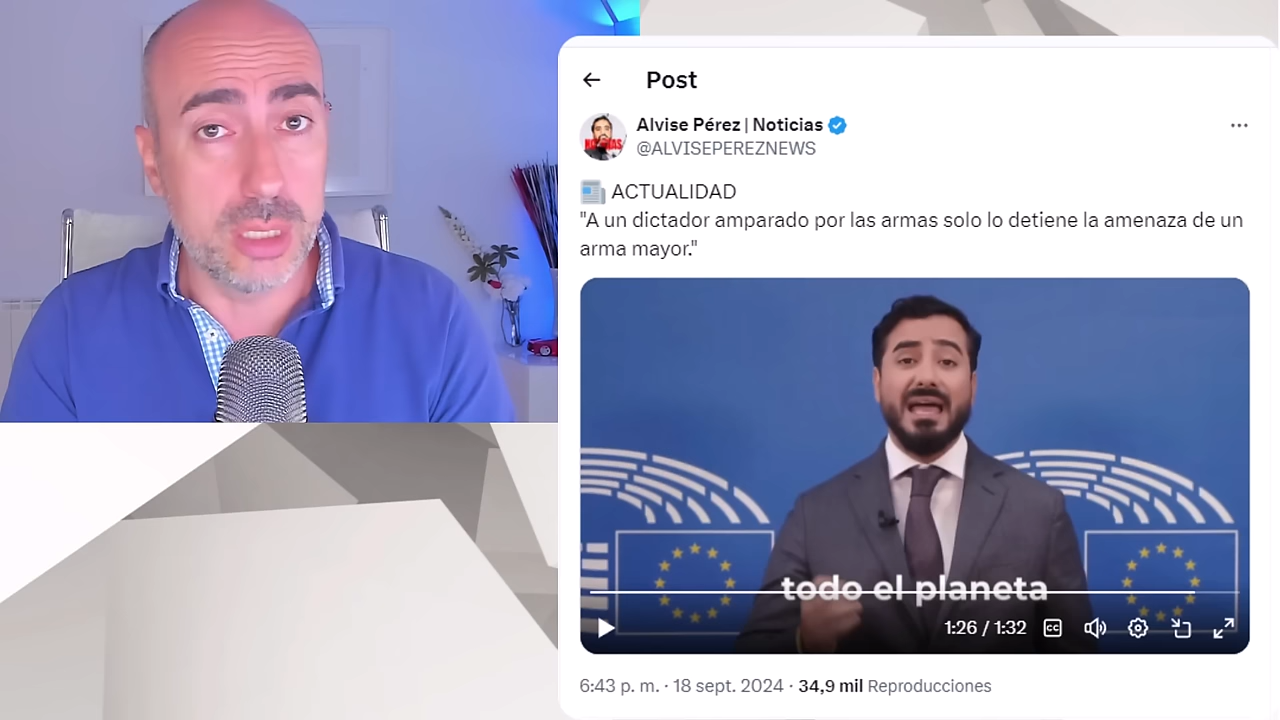 Post
Alvise Pérez | Noticias
@ALVISEPEREZNEWS
ACTUALIDAD
"A un dictador amparado por las armas solo lo detiene la amenaza de un
arma mayor."
todo el planeta
1:26 / 1:32
CC
6:43 p. m. · 18 sept. 2024 · 34,9 mil Reproducciones